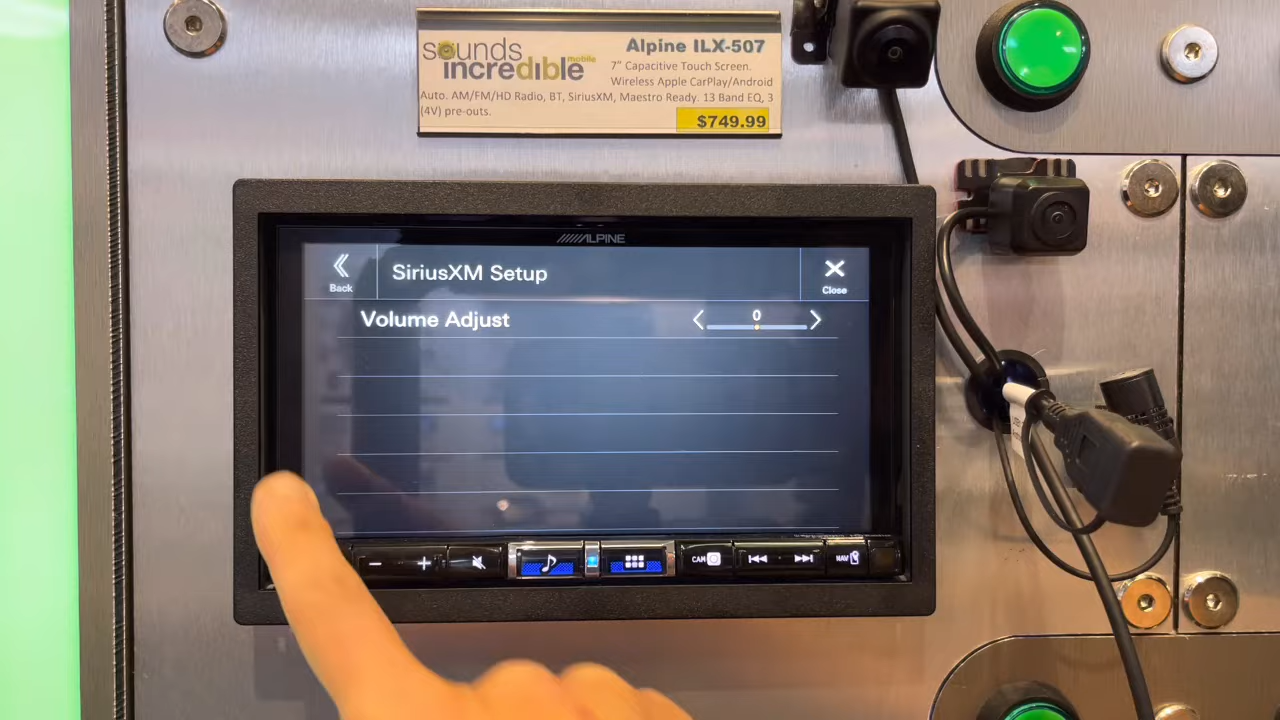 sounds
incredible mobile
Alpine ILX-507
7" Capacitive Touch Screen.
Wireless Apple CarPlay/Android
Auto. AM/FM/HD Radio, BT, SiriusXM, Maestro Ready. 13 Band EQ, 3
(4V) pre-outs.
$749.99
ALPINE
Back
SiriusXM Setup
Close
Volume Adjust
0
CAM
NAV